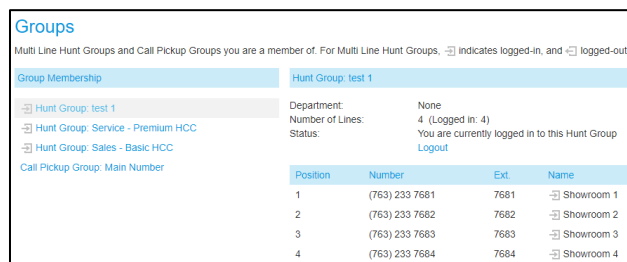 Groups
Multi Line Hunt Groups and Call Pickup Groups you are a member of. For Multi Line Hunt Groups, indicates logged-in, and logged-out
Group Membership
Hunt Group: test 1
Hunt Group: Service - Premium HCC
Hunt Group: Sales - Basic HCC
Call Pickup Group: Main Number
Hunt Group: test 1
Department: None
Number of Lines: 4 (Logged in: 4)
Status: You are currently logged in to this Hunt Group
Logout
Position Number Ext. Name
1 (763) 233 7681 7681 Showroom 1
2 (763) 233 7682 7682 Showroom 2
3 (763) 233 7683 7683 Showroom 3
4 (763) 233 7684 7684 Showroom 4